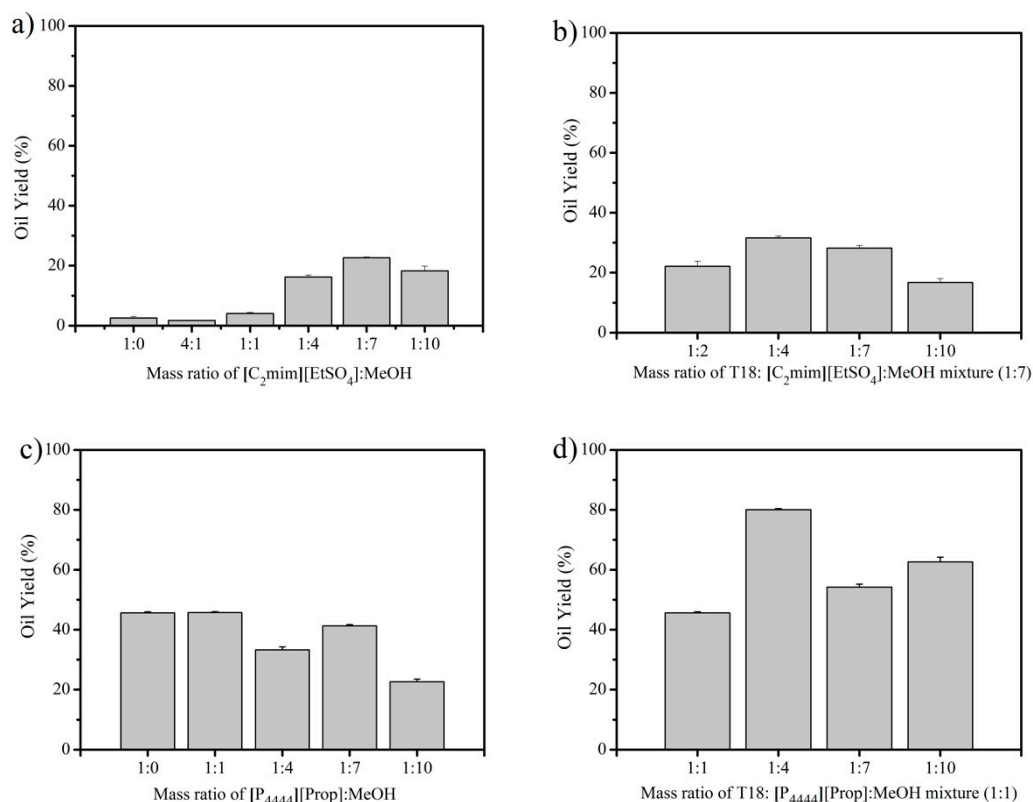 a)
100
80
60
40
20
0
Oil Yield (%)
1:0 4:1 1:1 1:4 1:7 1:10
Mass ratio of [C2mim][EtSO4]:MeOH
b)
100
80
60
40
20
0
Oil Yield (%)
1:2 1:4 1:7 1:10
Mass ratio of T18: [C2mim][EtSO4]:MeOH mixture (1:7)
c)
100
80
60
40
20
0
Oil Yield (%)
1:0 1:1 1:4 1:7 1:10
Mass ratio of [P4444][Prop]:MeOH
d)
100
80
60
40
20
0
Oil Yield (%)
1:1 1:4 1:7 1:10
Mass ratio of T18: [P4444][Prop]:MeOH mixture (1:1)